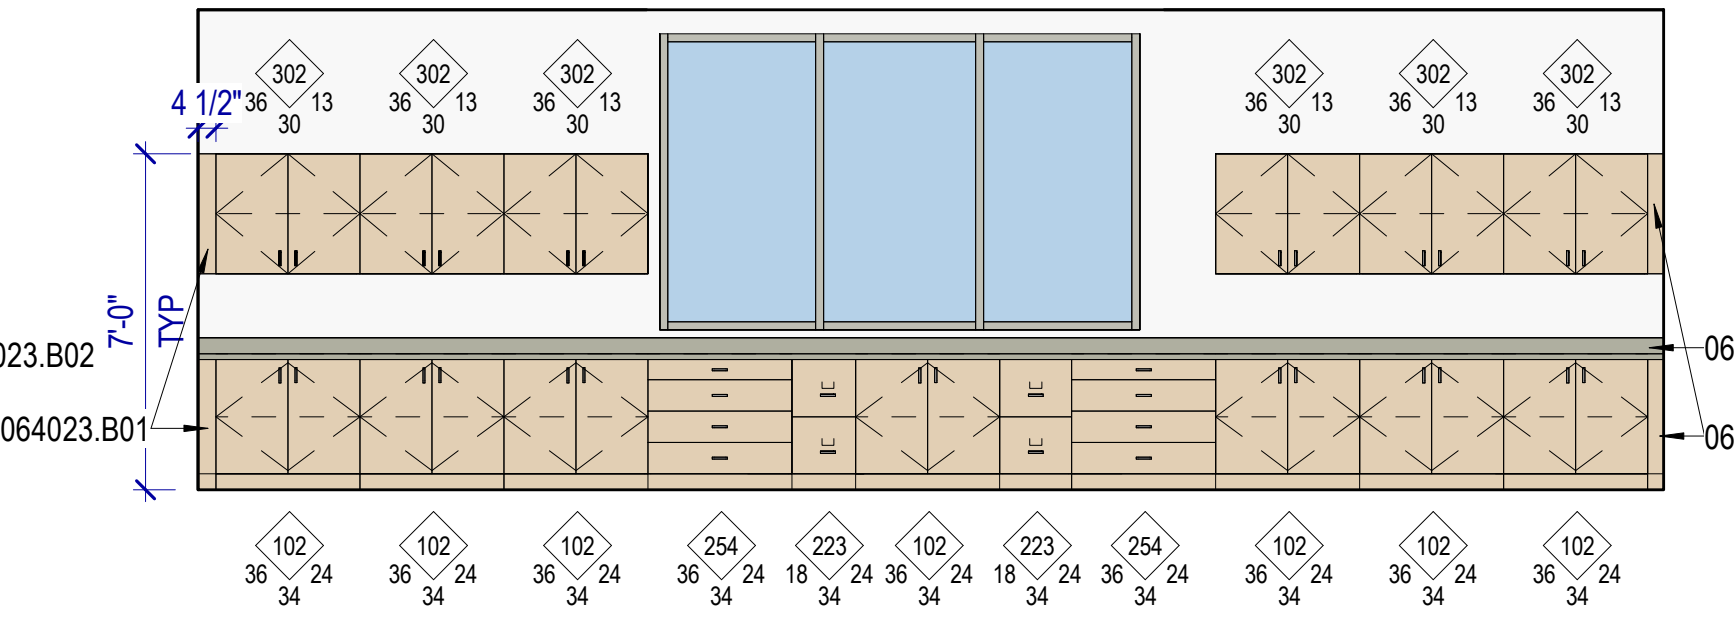 302 302 302 302 302 302
4 1/2" 36 13 36 13 36 13 36 13 36 13 36 13
30 30 30 30 30 30
7'-0"
TYP
023.B02 06
064023.B01 06
102 102 102 254 223 102 223 254 102 102 102
36 24 36 24 36 24 36 24 18 24 36 24 18 24 36 24 36 24 36 24 36 24
34 34 34 34 34 34 34 34 34 34 34